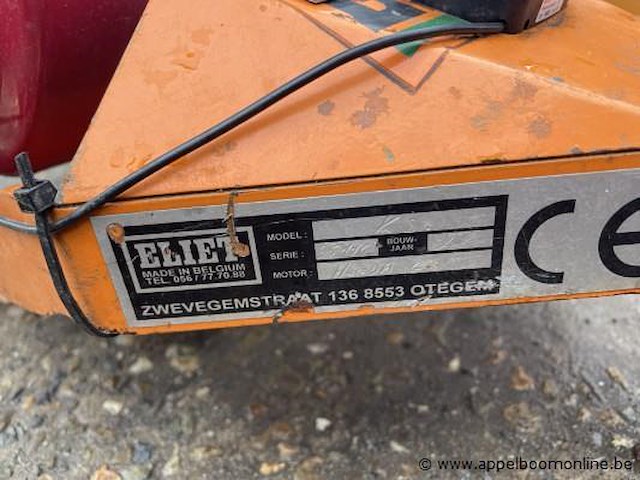 ELIET
MADE IN BELGIUM
TEL. 056/77.70.88
MODEL :
SERIE : BOUW-
JAAR
MOTOR :
ZWEVEGEMSTRAAT 136 8553 OTEGEM
CE
© www.appelboomonline.be